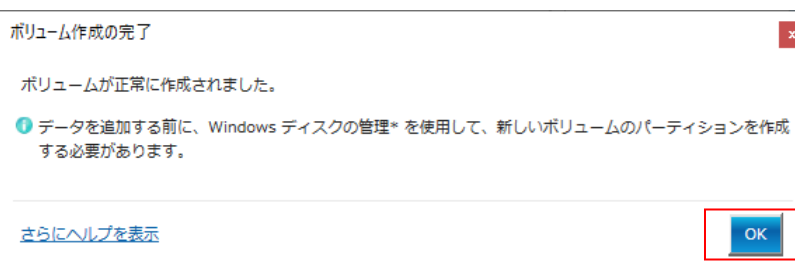 ボリューム作成の完了
x
ボリュームが正常に作成されました。
データを追加する前に、Windows ディスクの管理* を使用して、新しいボリュームのパーティションを作成
する必要があります。
さらにヘルプを表示
OK